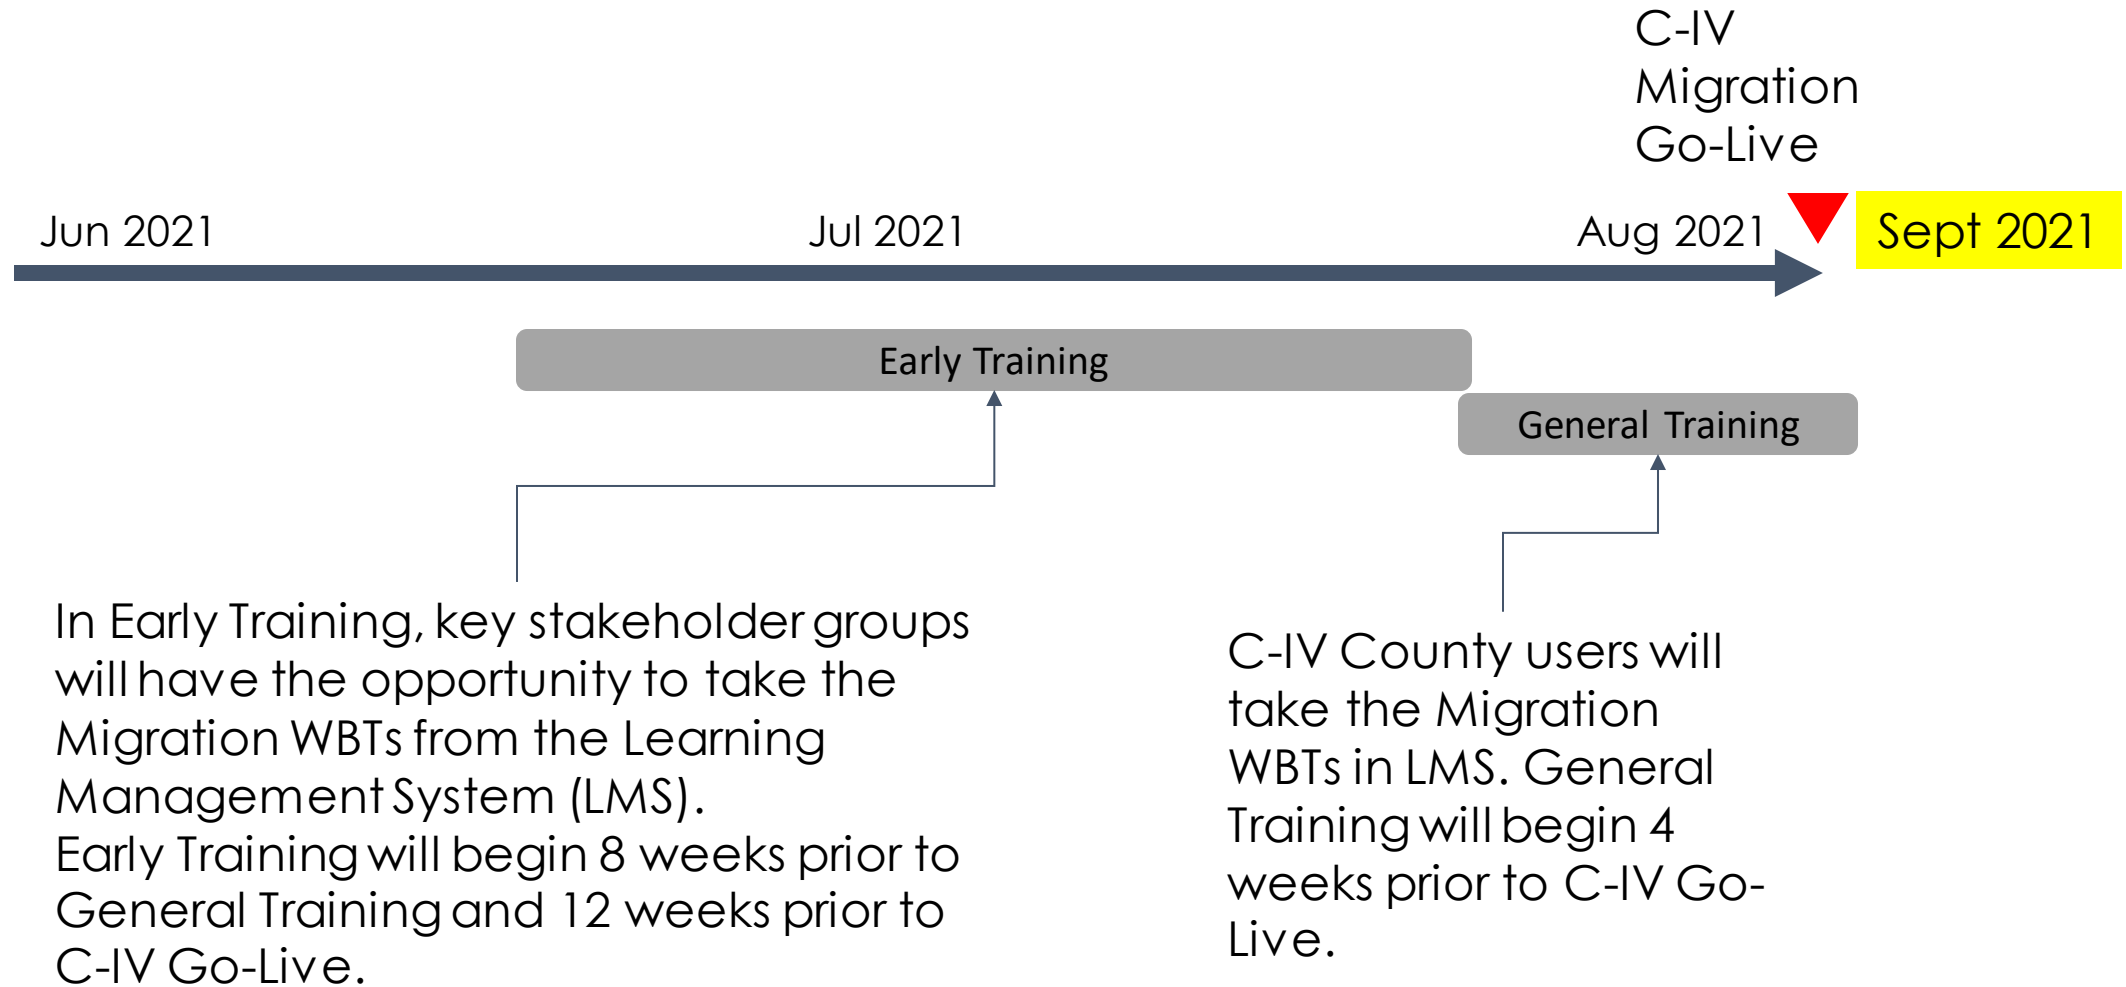 C-IV
Migration
Go-Live
Jun 2021
Jul 2021
Aug 2021
Sept 2021
Early Training
General Training
In Early Training, key stakeholder groups
will have the opportunity to take the
Migration WBTs from the Learning
Management System (LMS).
Early Training will begin 8 weeks prior to
General Training and 12 weeks prior to
C-IV Go-Live.
C-IV County users will
take the Migration
WBTs in LMS. General
Training will begin 4
weeks prior to C-IV Go-
Live.